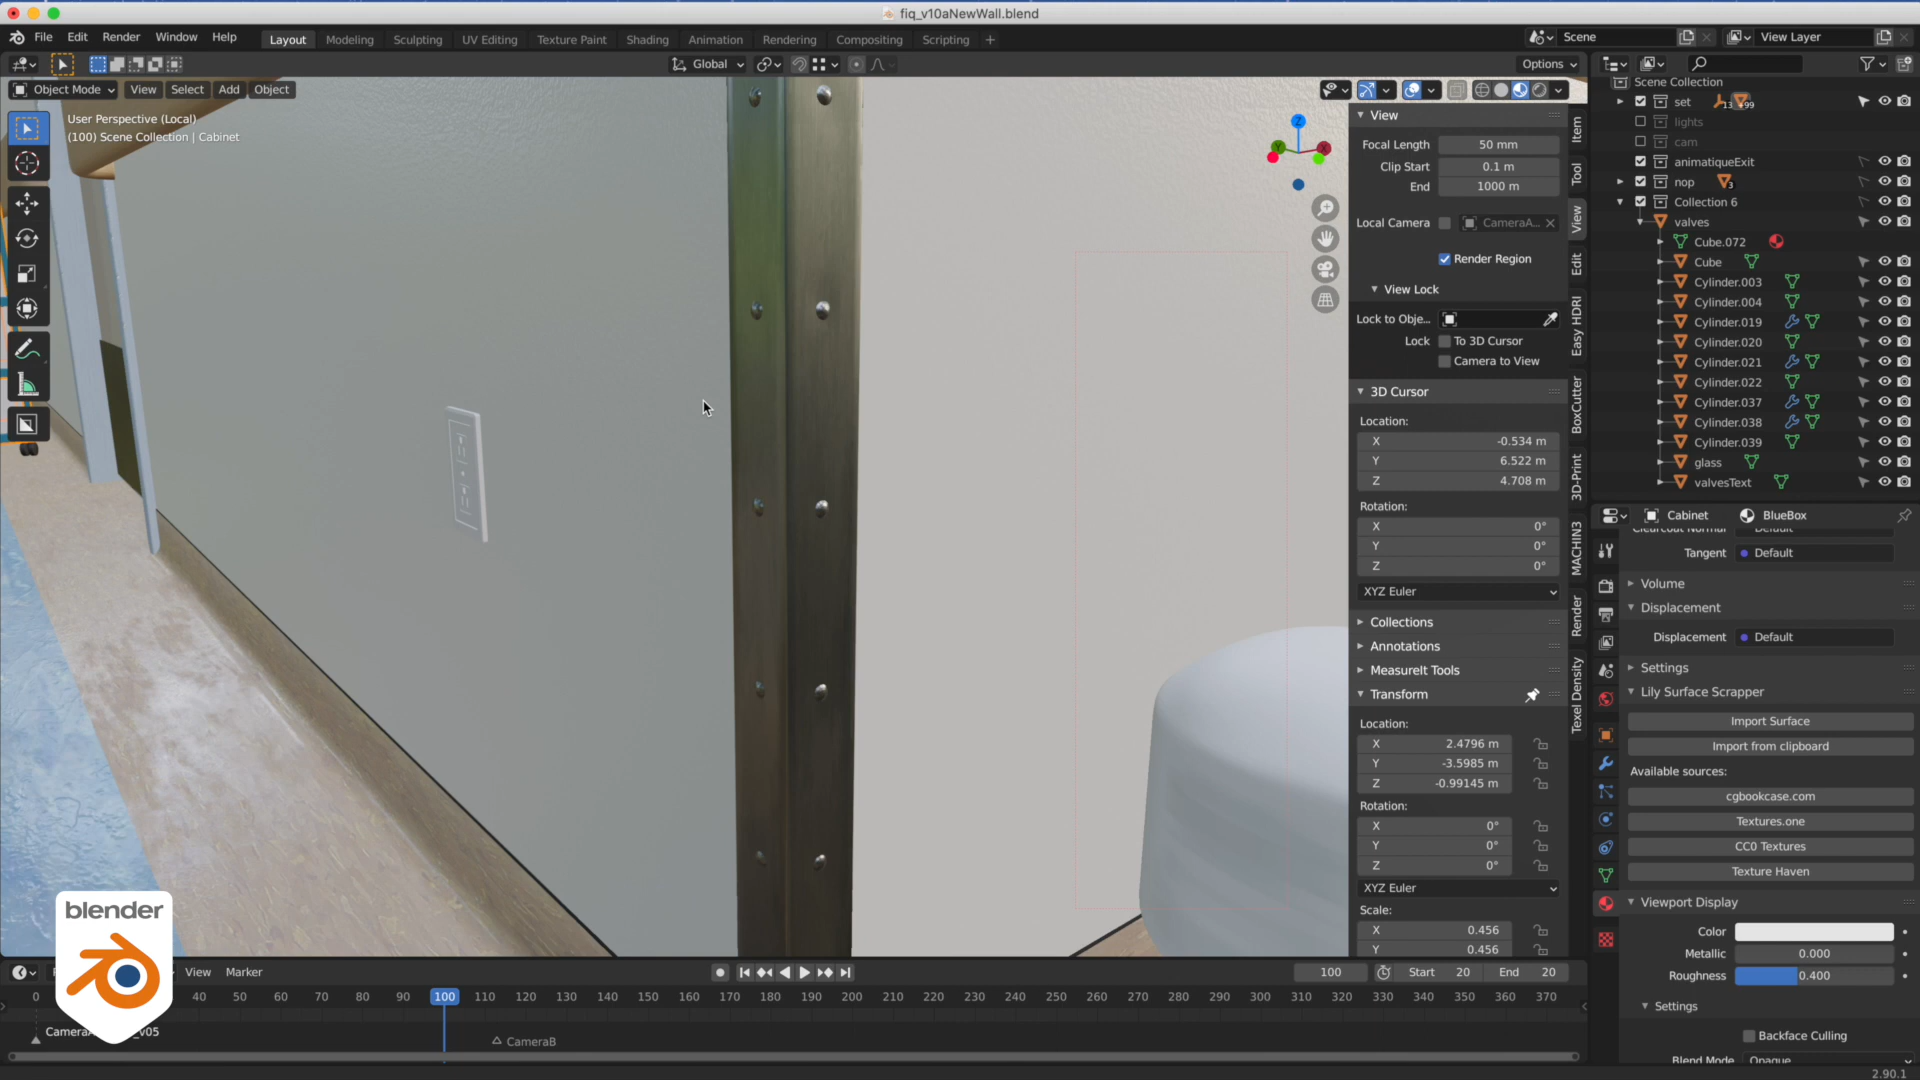 fiq_v10aNewWall.blend
File Edit Render Window Help
Layout Modeling Sculpting UV Editing Texture Paint Shading Animation Rendering Compositing Scripting +
Scene
View Layer
Global
Options
Object Mode View Select Add Object
User Perspective (Local)
(100) Scene Collection | Cabinet
Z
Y
X
View
Focal Length 50 mm
Clip Start 0.1 m
End 1000 m
Local Camera CameraA...
Render Region
View Lock
Lock to Obje...
Lock To 3D Cursor
Camera to View
3D Cursor
Location:
X -0.534 m
Y 6.522 m
Z 4.708 m
Rotation:
X 0°
Y 0°
Z 0°
XYZ Euler
Collections
Annotations
MeasureIt Tools
Transform
Location:
X 2.4796 m
Y -3.5985 m
Z -0.99145 m
Rotation:
X 0°
Y 0°
Z 0°
XYZ Euler
Scale:
X 0.456
Y 0.456
Item
Tool
View
Edit
Easy HDRI
BoxCutter
3D-Print
MACHIN3
Render
Texel Density
Scene Collection
set 13 99
lights
cam
animatiqueExit
nop 3
Collection 6
valves
Cube.072
Cube
Cylinder.003
Cylinder.004
Cylinder.019
Cylinder.020
Cylinder.021
Cylinder.022
Cylinder.037
Cylinder.038
Cylinder.039
glass
valvesText
Cabinet BlueBox
Clearcoat Normal Default
Tangent Default
Volume
Displacement
Displacement Default
Settings
Lily Surface Scrapper
Import Surface
Import from clipboard
Available sources:
cgbookcase.com
Textures.one
CC0 Textures
Texture Haven
Viewport Display
Color
Metallic 0.000
Roughness 0.400
Settings
Backface Culling
Blend Mode Opaque
blender
View Marker
100 Start 20 End 20
0 40 50 60 70 80 90 100 110 120 130 140 150 160 170 180 190 200 210 220 230 240 250 260 270 280 290 300 310 320 330 340 350 360 370
CameraA v05
CameraB
2.90.1